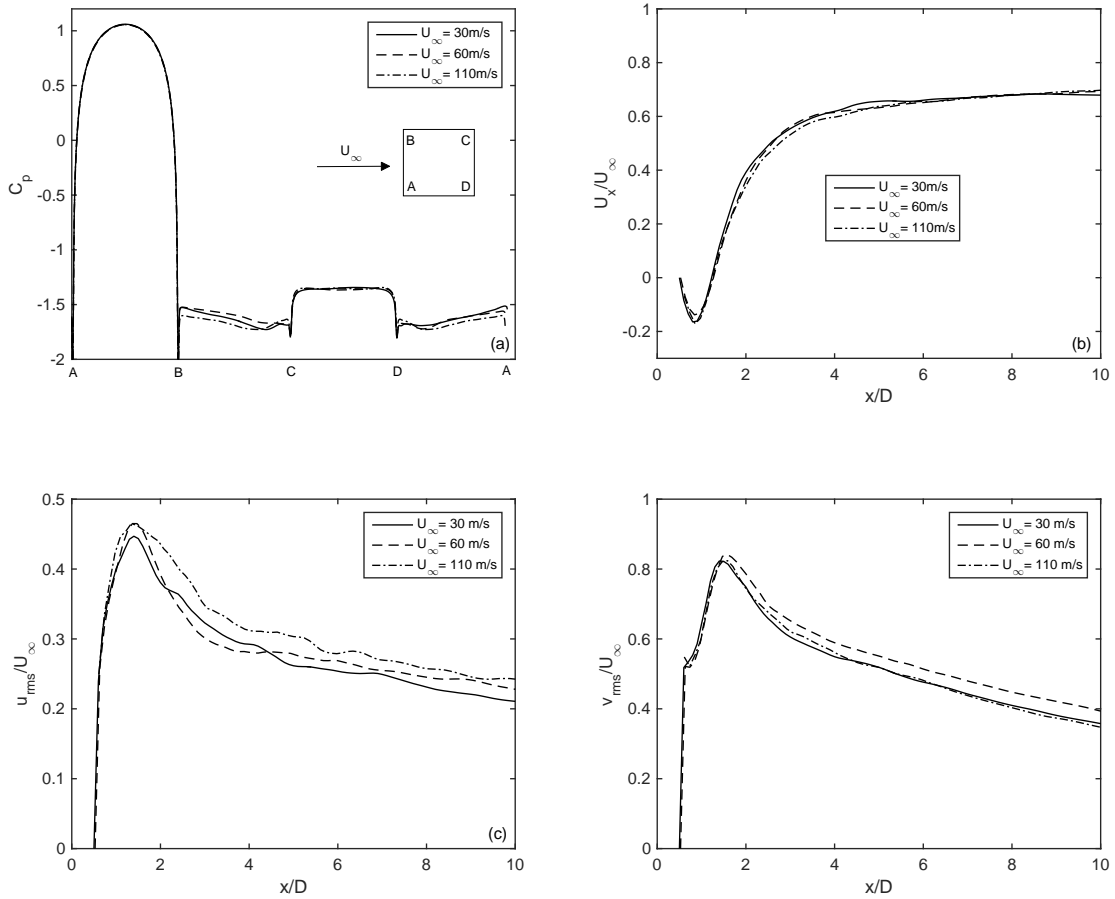 1
0.5
0
-0.5
-1
-1.5
-2
C_p
U_∞ = 30m/s
U_∞ = 60m/s
U_∞ = 110m/s
U_∞
B C
A D
(a)
A B C D A
1
0.8
0.6
0.4
0.2
0
-0.2
U_x/U_∞
U_∞ = 30m/s
U_∞ = 60m/s
U_∞ = 110m/s
(b)
0 2 4 6 8 10
x/D
0.5
0.4
0.3
0.2
0.1
0
u_rms/U_∞
U_∞= 30 m/s
U_∞= 60 m/s
U_∞= 110 m/s
(c)
0 2 4 6 8 10
x/D
1
0.8
0.6
0.4
0.2
0
v_rms/U_∞
U_∞= 30 m/s
U_∞= 60 m/s
U_∞= 110 m/s
0 2 4 6 8 10
x/D